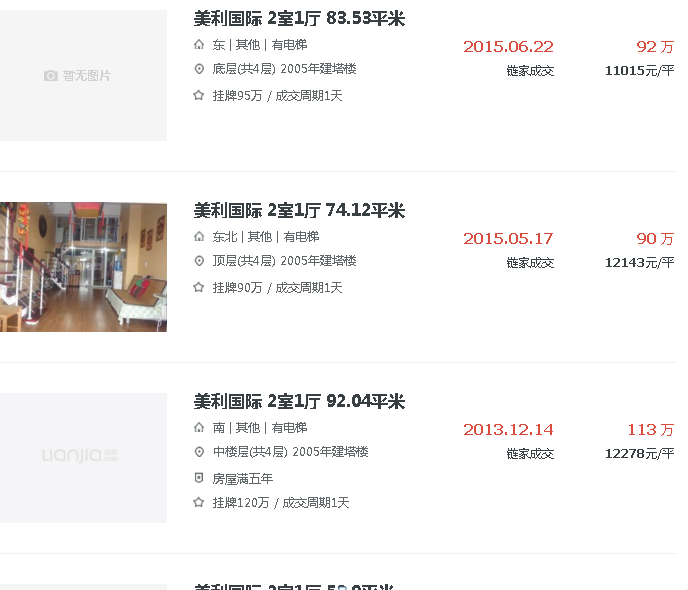 美利国际 2室1厅 83.53平米
东 | 其他 | 有电梯
2015.06.22
92 万
底层(共4层) 2005年建塔楼
链家成交
11015元/平
暂无图片
挂牌95万 / 成交周期1天
美利国际 2室1厅 74.12平米
东北 | 其他 | 有电梯
2015.05.17
90 万
顶层(共4层) 2005年建塔楼
链家成交
12143元/平
挂牌90万 / 成交周期1天
美利国际 2室1厅 92.04平米
南 | 其他 | 有电梯
2013.12.14
113 万
中楼层(共4层) 2005年建塔楼
链家成交
12278元/平
Lianjia
房屋满五年
挂牌120万 / 成交周期1天
美利国际 2室1厅